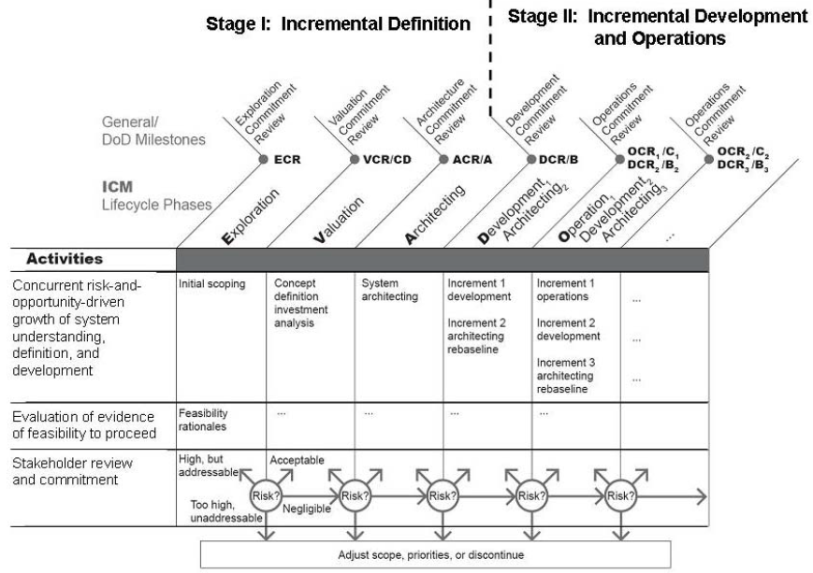 Stage I: Incremental Definition
Stage II: Incremental Development
and Operations
General/
DoD Milestones
Exploration
Commitment
Review
Valuation
Commitment
Review
Architecture
Commitment
Review
Development
Commitment
Review
Operations
Commitment
Review
Operations
Commitment
Review
ECR
VCR/CD
ACR/A
DCR/B
OCR₁/C₁
DCR₂/B₂
OCR₂/C₂
DCR₃/B₃
ICM
Lifecycle Phases
Exploration
Valuation
Architecting
Development₁
Architecting₂
Operation₁
Development₂
Architecting₃
...
Activities
Concurrent risk-and-
opportunity-driven
growth of system
understanding,
definition, and
development
Initial scoping
Concept
definition
investment
analysis
System
architecting
Increment 1
development
Increment 2
architecting
rebaseline
Increment 1
operations
Increment 2
development
Increment 3
architecting
rebaseline
...
...
...
Evaluation of evidence
of feasibility to proceed
Feasibility
rationales
...
...
...
...
Stakeholder review
and commitment
High, but
addressable
Acceptable
Risk?
Risk?
Risk?
Risk?
Risk?
Too high,
unaddressable
Negligible
Adjust scope, priorities, or discontinue